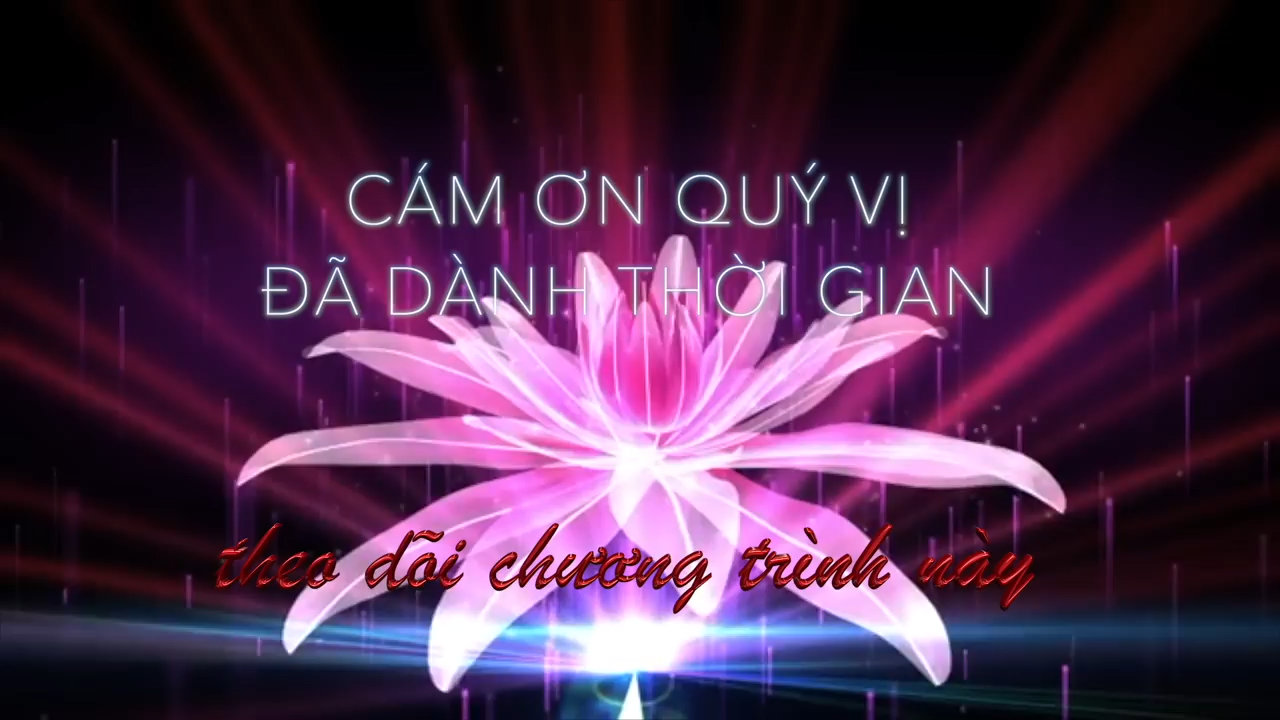 CÁM ƠN QUÝ VỊ
ĐÃ DÀNH THỜI GIAN
theo dõi chương trình này